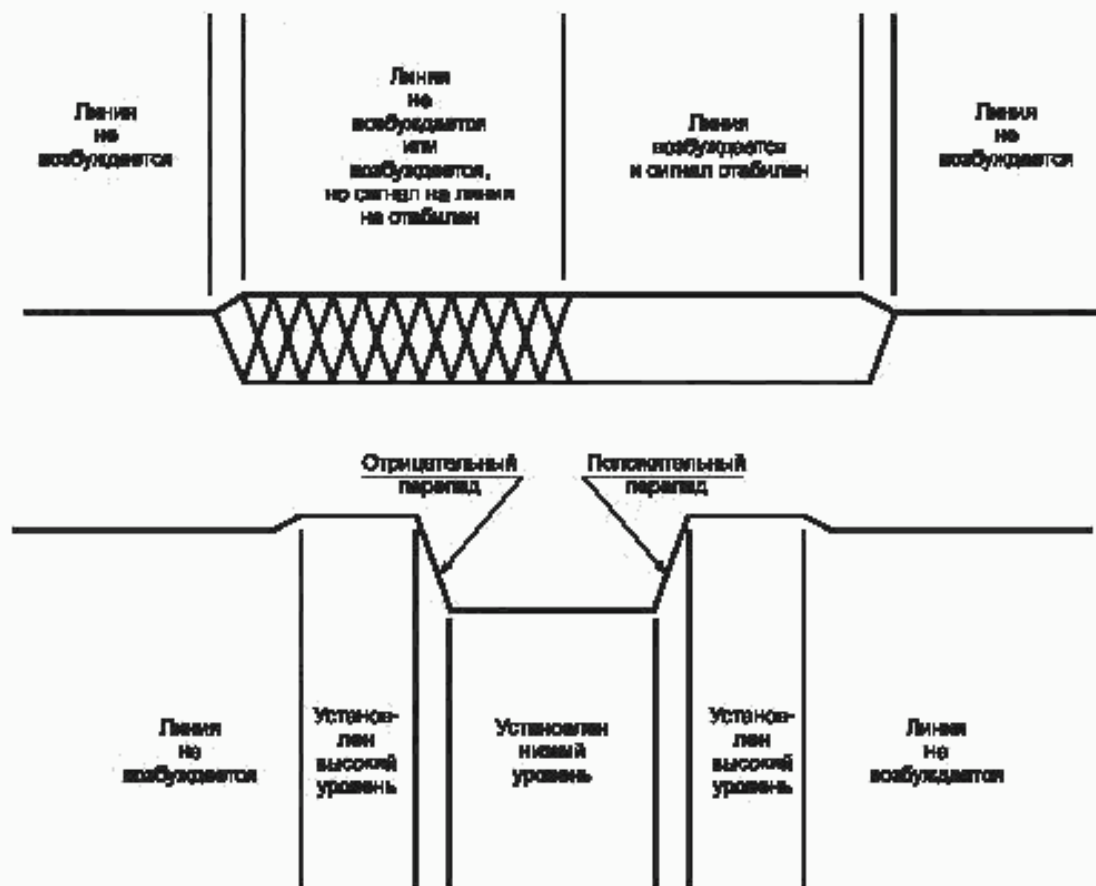 Линия
не
возбуждается
Линия
не
возбуждается
или
возбуждается,
но сигнал на линии
не стабилен
Линия
возбуждается
и сигнал стабилен
Линия
не
возбуждается
Отрицательный
перепад
Положительный
перепад
Линия
не
возбуждается
Установ-
лен
высокий
уровень
Установлен
низкий
уровень
Установ-
лен
высокий
уровень
Линия
не
возбуждается